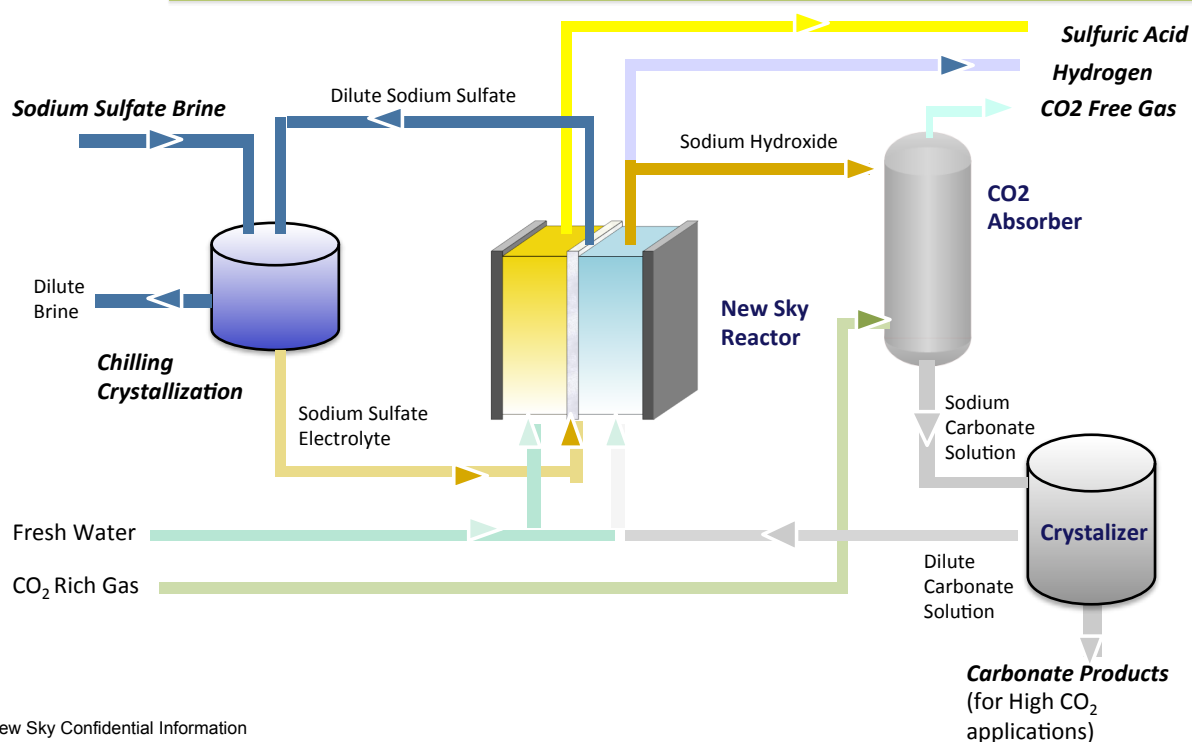 Sulfuric Acid
Hydrogen
CO2 Free Gas
Dilute Sodium Sulfate
Sodium Sulfate Brine
Sodium Hydroxide
CO2
Absorber
Dilute
Brine
New Sky
Reactor
Chilling
Crystallization
Sodium Sulfate
Electrolyte
Sodium
Carbonate
Solution
Fresh Water
Crystalizer
CO₂ Rich Gas
Dilute
Carbonate
Solution
Carbonate Products
(for High CO₂
applications)
ew Sky Confidential Information